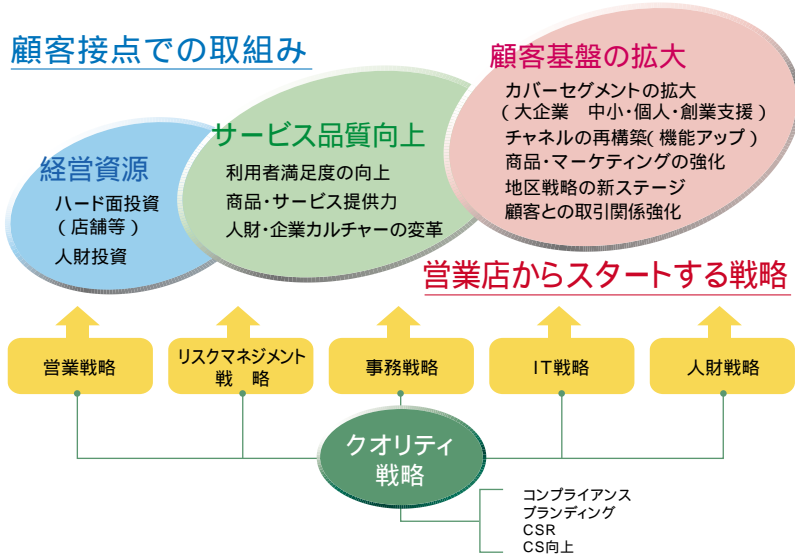 顧客接点での取組み
経営資源
ハード面投資
(店舗等)
人財投資
サービス品質向上
利用者満足度の向上
商品・サービス提供力
人財・企業カルチャーの変革
顧客基盤の拡大
カバーセグメントの拡大
(大企業　中小・個人・創業支援)
チャネルの再構築(機能アップ)
商品・マーケティングの強化
地区戦略の新ステージ
顧客との取引関係強化
営業店からスタートする戦略
営業戦略
リスクマネジメント
戦　略
事務戦略
IT戦略
人財戦略
クオリティ
戦略
コンプライアンス
ブランディング
CSR
CS向上